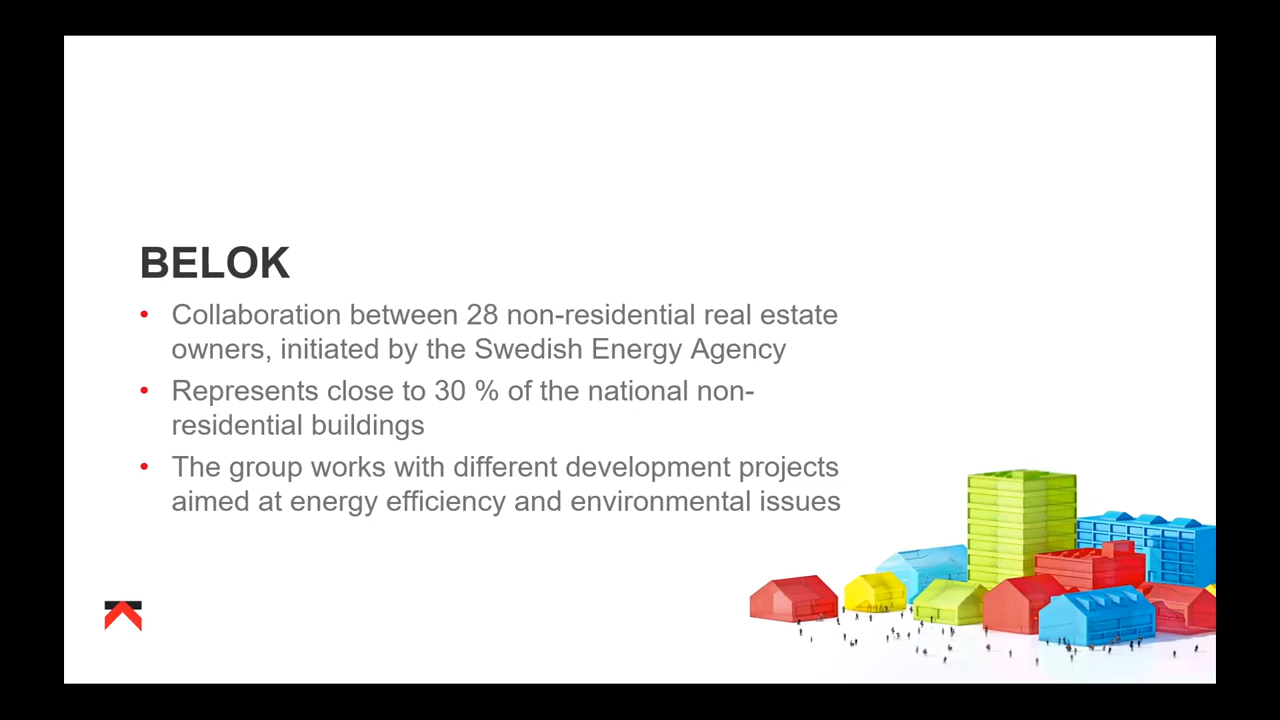 BELOK
• Collaboration between 28 non-residential real estate
owners, initiated by the Swedish Energy Agency
• Represents close to 30 % of the national non-
residential buildings
• The group works with different development projects
aimed at energy efficiency and environmental issues